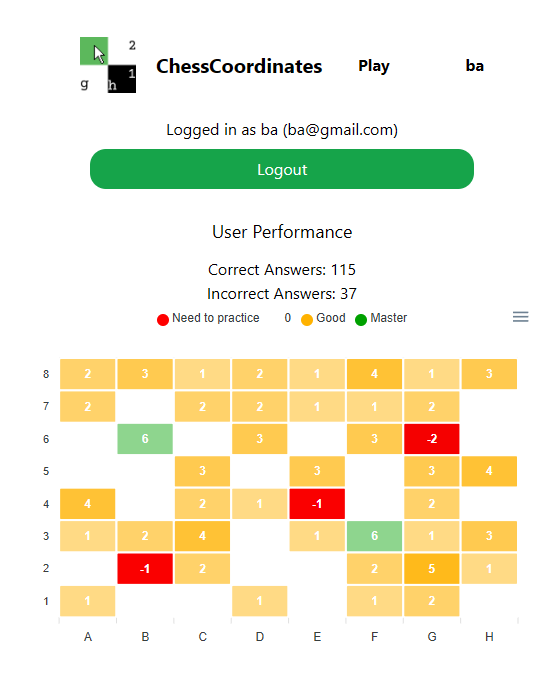 2
1
g h
ChessCoordinates Play ba
Logged in as ba (ba@gmail.com)
Logout
User Performance
Correct Answers: 115
Incorrect Answers: 37
Need to practice 0 Good Master
8 2 3 1 2 1 4 1 3
7 2 2 2 1 1 2
6 6 3 3 -2
5 3 3 3 4
4 4 2 1 -1 2
3 1 2 4 1 6 1 3
2 -1 2 2 5 1
1 1 1 1 2
A B C D E F G H